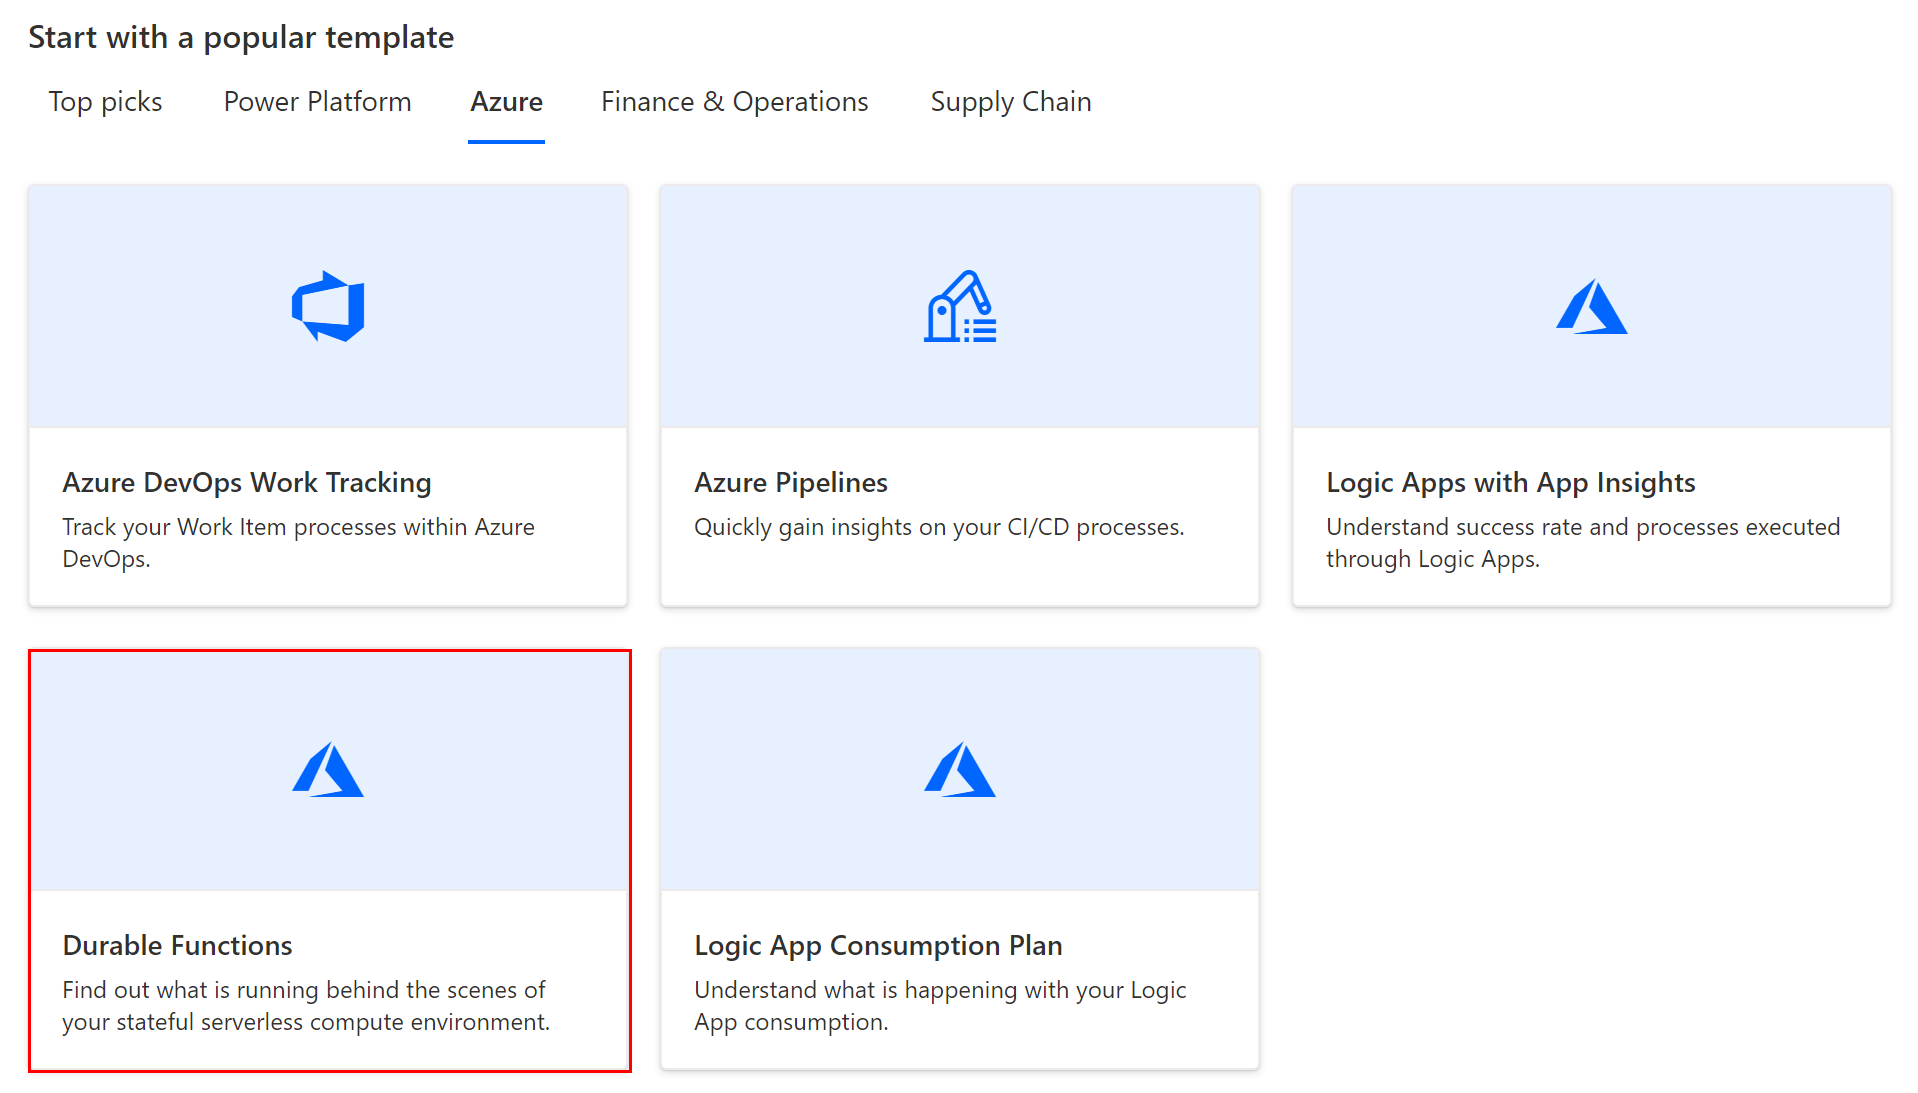 Start with a popular template
Top picks Power Platform Azure Finance & Operations Supply Chain
Azure DevOps Work Tracking
Track your Work Item processes within Azure
DevOps.
Azure Pipelines
Quickly gain insights on your CI/CD processes.
Logic Apps with App Insights
Understand success rate and processes executed
through Logic Apps.
Durable Functions
Find out what is running behind the scenes of
your stateful serverless compute environment.
Logic App Consumption Plan
Understand what is happening with your Logic
App consumption.